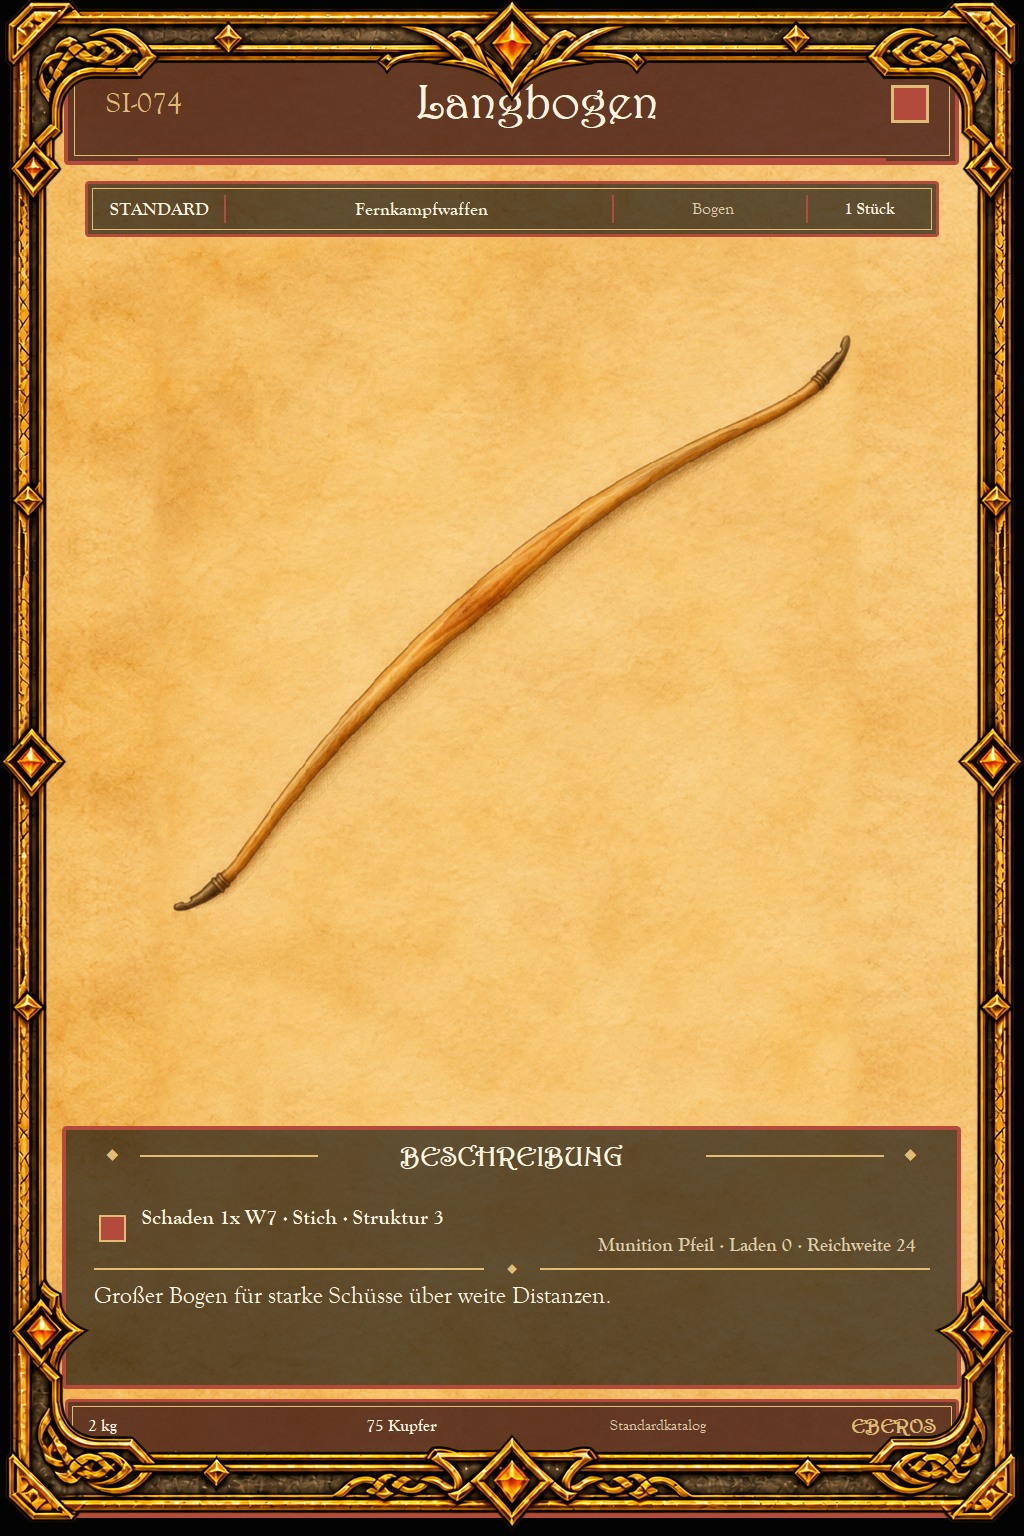 SI-074
Langbogen
STANDARD Fernkampfwaffen Bogen 1 Stück
BESCHREIBUNG
Schaden 1x W7 · Stich · Struktur 3
Munition Pfeil · Laden 0 · Reichweite 24
Großer Bogen für starke Schüsse über weite Distanzen.
2 kg 75 Kupfer Standardkatalog EBEROS